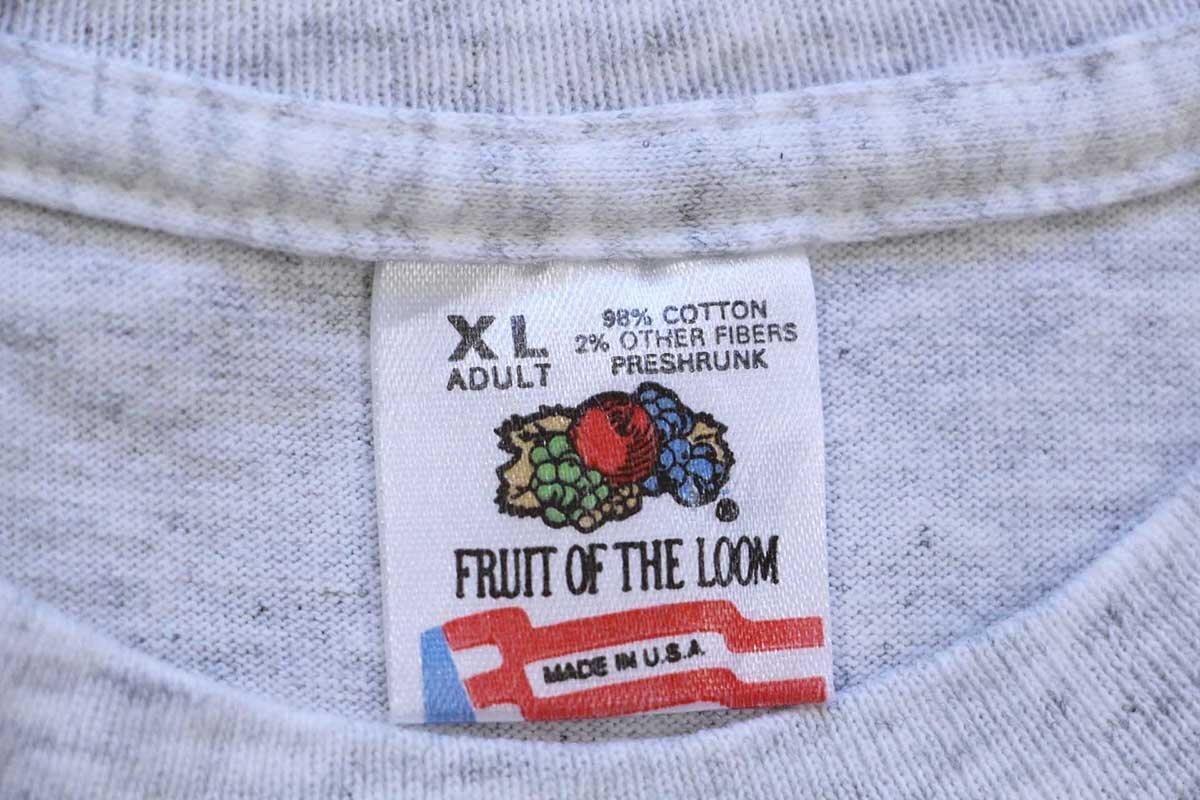 XL
ADULT
98% COTTON
2% OTHER FIBERS
PRESHRUNK
®
FRUIT OF THE LOOM
MADE IN U.S.A